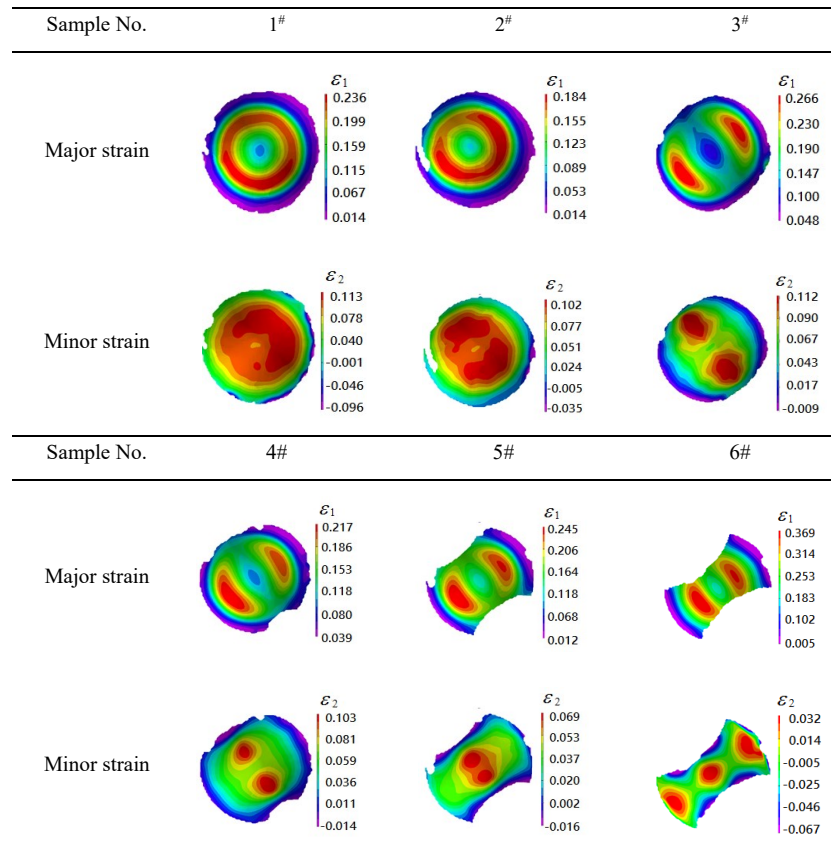 Sample No. 1# 2# 3#
Major strain
ε1 0.236 0.199 0.159 0.115 0.067 0.014
ε1 0.184 0.155 0.123 0.089 0.053 0.014
ε1 0.266 0.230 0.190 0.147 0.100 0.048
Minor strain
ε2 0.113 0.078 0.040 -0.001 -0.046 -0.096
ε2 0.102 0.077 0.051 0.024 -0.005 -0.035
ε2 0.112 0.090 0.067 0.043 0.017 -0.009
Sample No. 4# 5# 6#
Major strain
ε1 0.217 0.186 0.153 0.118 0.080 0.039
ε1 0.245 0.206 0.164 0.118 0.068 0.012
ε1 0.369 0.314 0.253 0.183 0.102 0.005
Minor strain
ε2 0.103 0.081 0.059 0.036 0.011 -0.014
ε2 0.069 0.053 0.037 0.020 0.002 -0.016
ε2 0.032 0.014 -0.005 -0.025 -0.046 -0.067